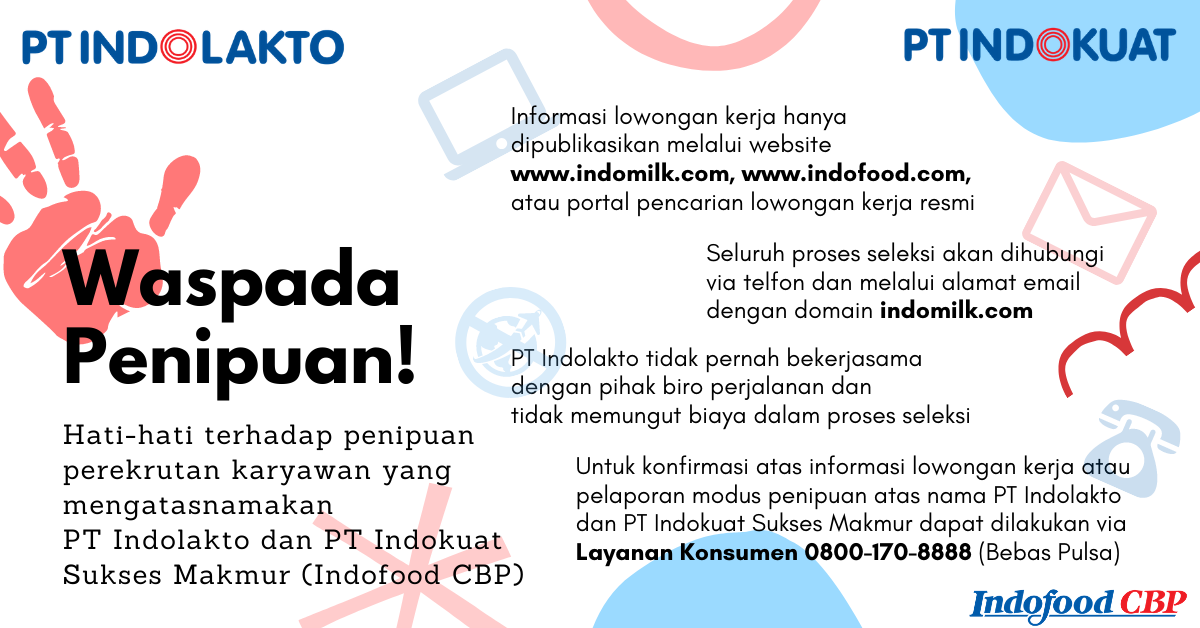 PT INDOLAKTO
PT INDOKUAT
Waspada
Penipuan!
Hati-hati terhadap penipuan
perekrutan karyawan yang
mengatasnamakan
PT Indolakto dan PT Indokuat
Sukses Makmur (Indofood CBP)
Informasi lowongan kerja hanya
dipublikasikan melalui website
www.indomilk.com, www.indofood.com,
atau portal pencarian lowongan kerja resmi
Seluruh proses seleksi akan dihubungi
via telfon dan melalui alamat email
dengan domain indomilk.com
PT Indolakto tidak pernah bekerjasama
dengan pihak biro perjalanan dan
tidak memungut biaya dalam proses seleksi
Untuk konfirmasi atas informasi lowongan kerja atau
pelaporan modus penipuan atas nama PT Indolakto
dan PT Indokuat Sukses Makmur dapat dilakukan via
Layanan Konsumen 0800-170-8888 (Bebas Pulsa)
Indofood CBP